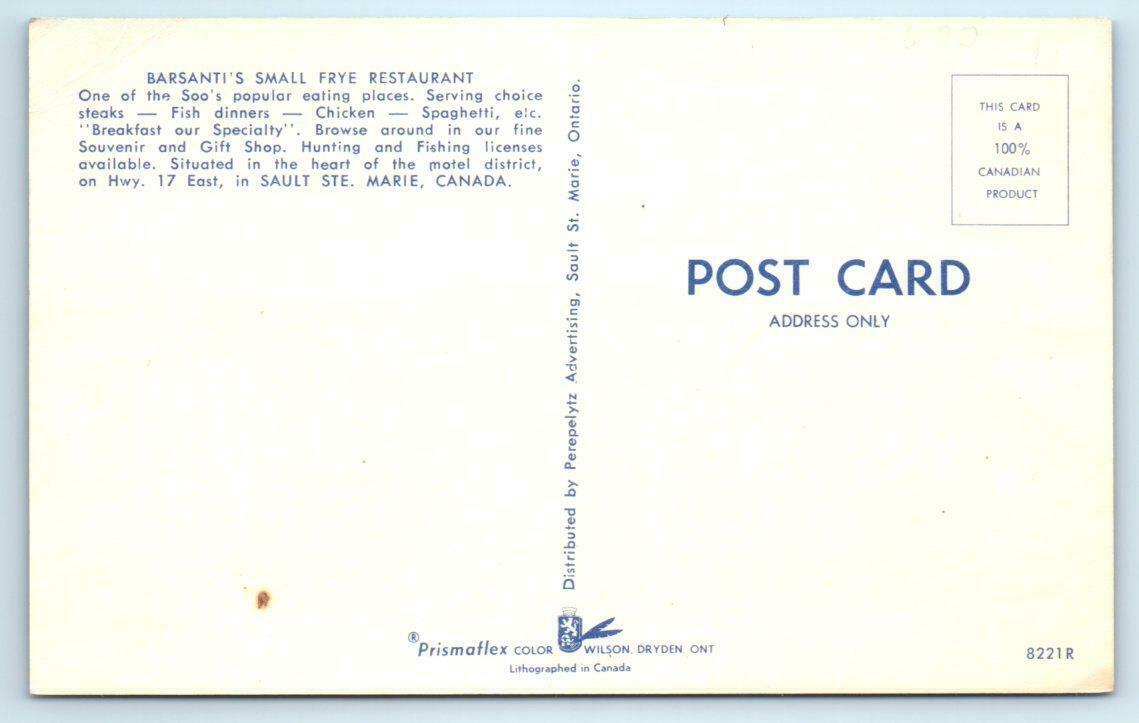 BARSANTI'S SMALL FRYE RESTAURANT
One of the Soo's popular eating places. Serving choice
steaks — Fish dinners — Chicken — Spaghetti, etc.
"Breakfast our Specialty". Browse around in our fine
Souvenir and Gift Shop. Hunting and Fishing licenses
available. Situated in the heart of the motel district,
on Hwy. 17 East, in SAULT STE. MARIE, CANADA.
Distributed by Perepelytz Advertising, Sault St. Marie, Ontario.
THIS CARD
IS A
100%
CANADIAN
PRODUCT
POST CARD
ADDRESS ONLY
®Prismaflex COLOR WILSON, DRYDEN, ONT
Lithographed in Canada
8221R